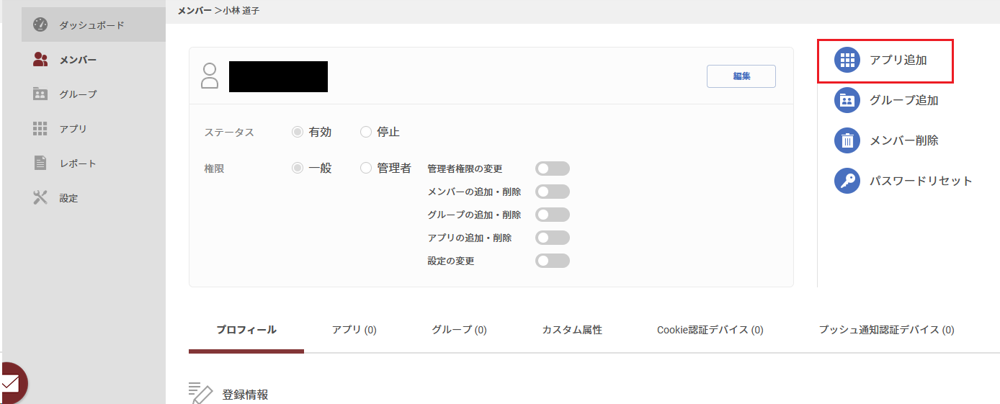 メンバー >小林 道子
ダッシュボード
メンバー
グループ
アプリ
レポート
設定
編集
ステータス 有効 停止
権限 一般 管理者 管理者権限の変更
メンバーの追加・削除
グループの追加・削除
アプリの追加・削除
設定の変更
アプリ追加
グループ追加
メンバー削除
パスワードリセット
プロフィール アプリ (0) グループ (0) カスタム属性 Cookie認証デバイス (0) プッシュ通知認証デバイス (0)
登録情報